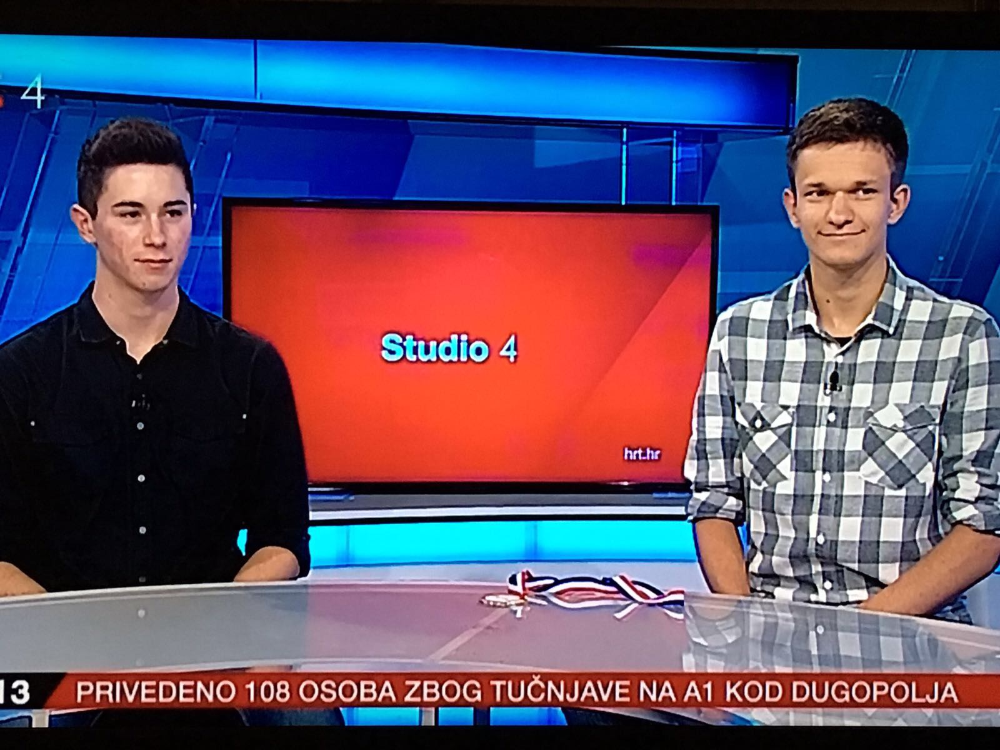 4
Studio 4
hrt.hr
13 PRIVEDENO 108 OSOBA ZBOG TUČNJAVE NA A1 KOD DUGOPOLJA